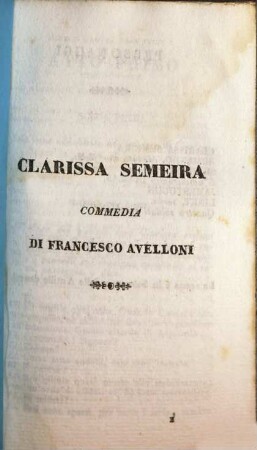 CLARISSA SEMEIRA
COMMEDIA
DI FRANCESCO AVELLONI
1